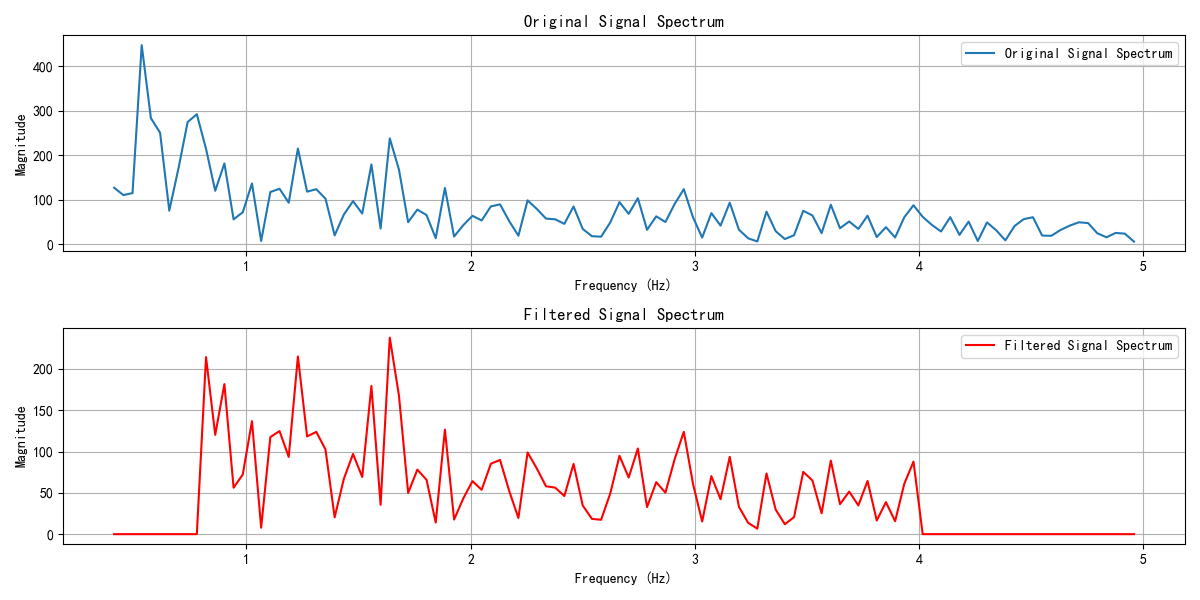 Original Signal Spectrum
Original Signal Spectrum
Magnitude
400
300
200
100
0
1 2 3 4 5
Frequency (Hz)
Filtered Signal Spectrum
Filtered Signal Spectrum
Magnitude
200
150
100
50
0
1 2 3 4 5
Frequency (Hz)